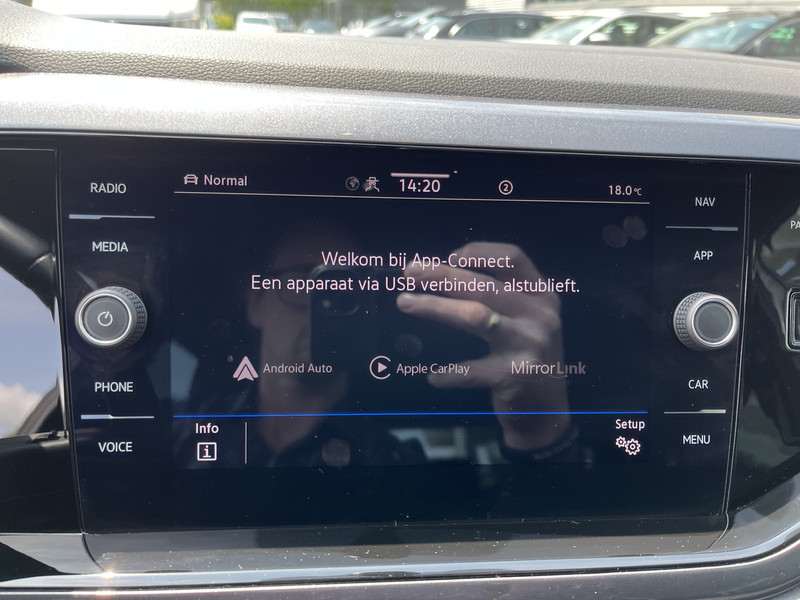 Normal
14:20
2
18.0°C
RADIO
MEDIA
PHONE
VOICE
Welkom bij App-Connect.
Een apparaat via USB verbinden, alstublieft.
Android Auto
Apple CarPlay
MirrorLink
Info
i
Setup
NAV
APP
CAR
MENU
PA